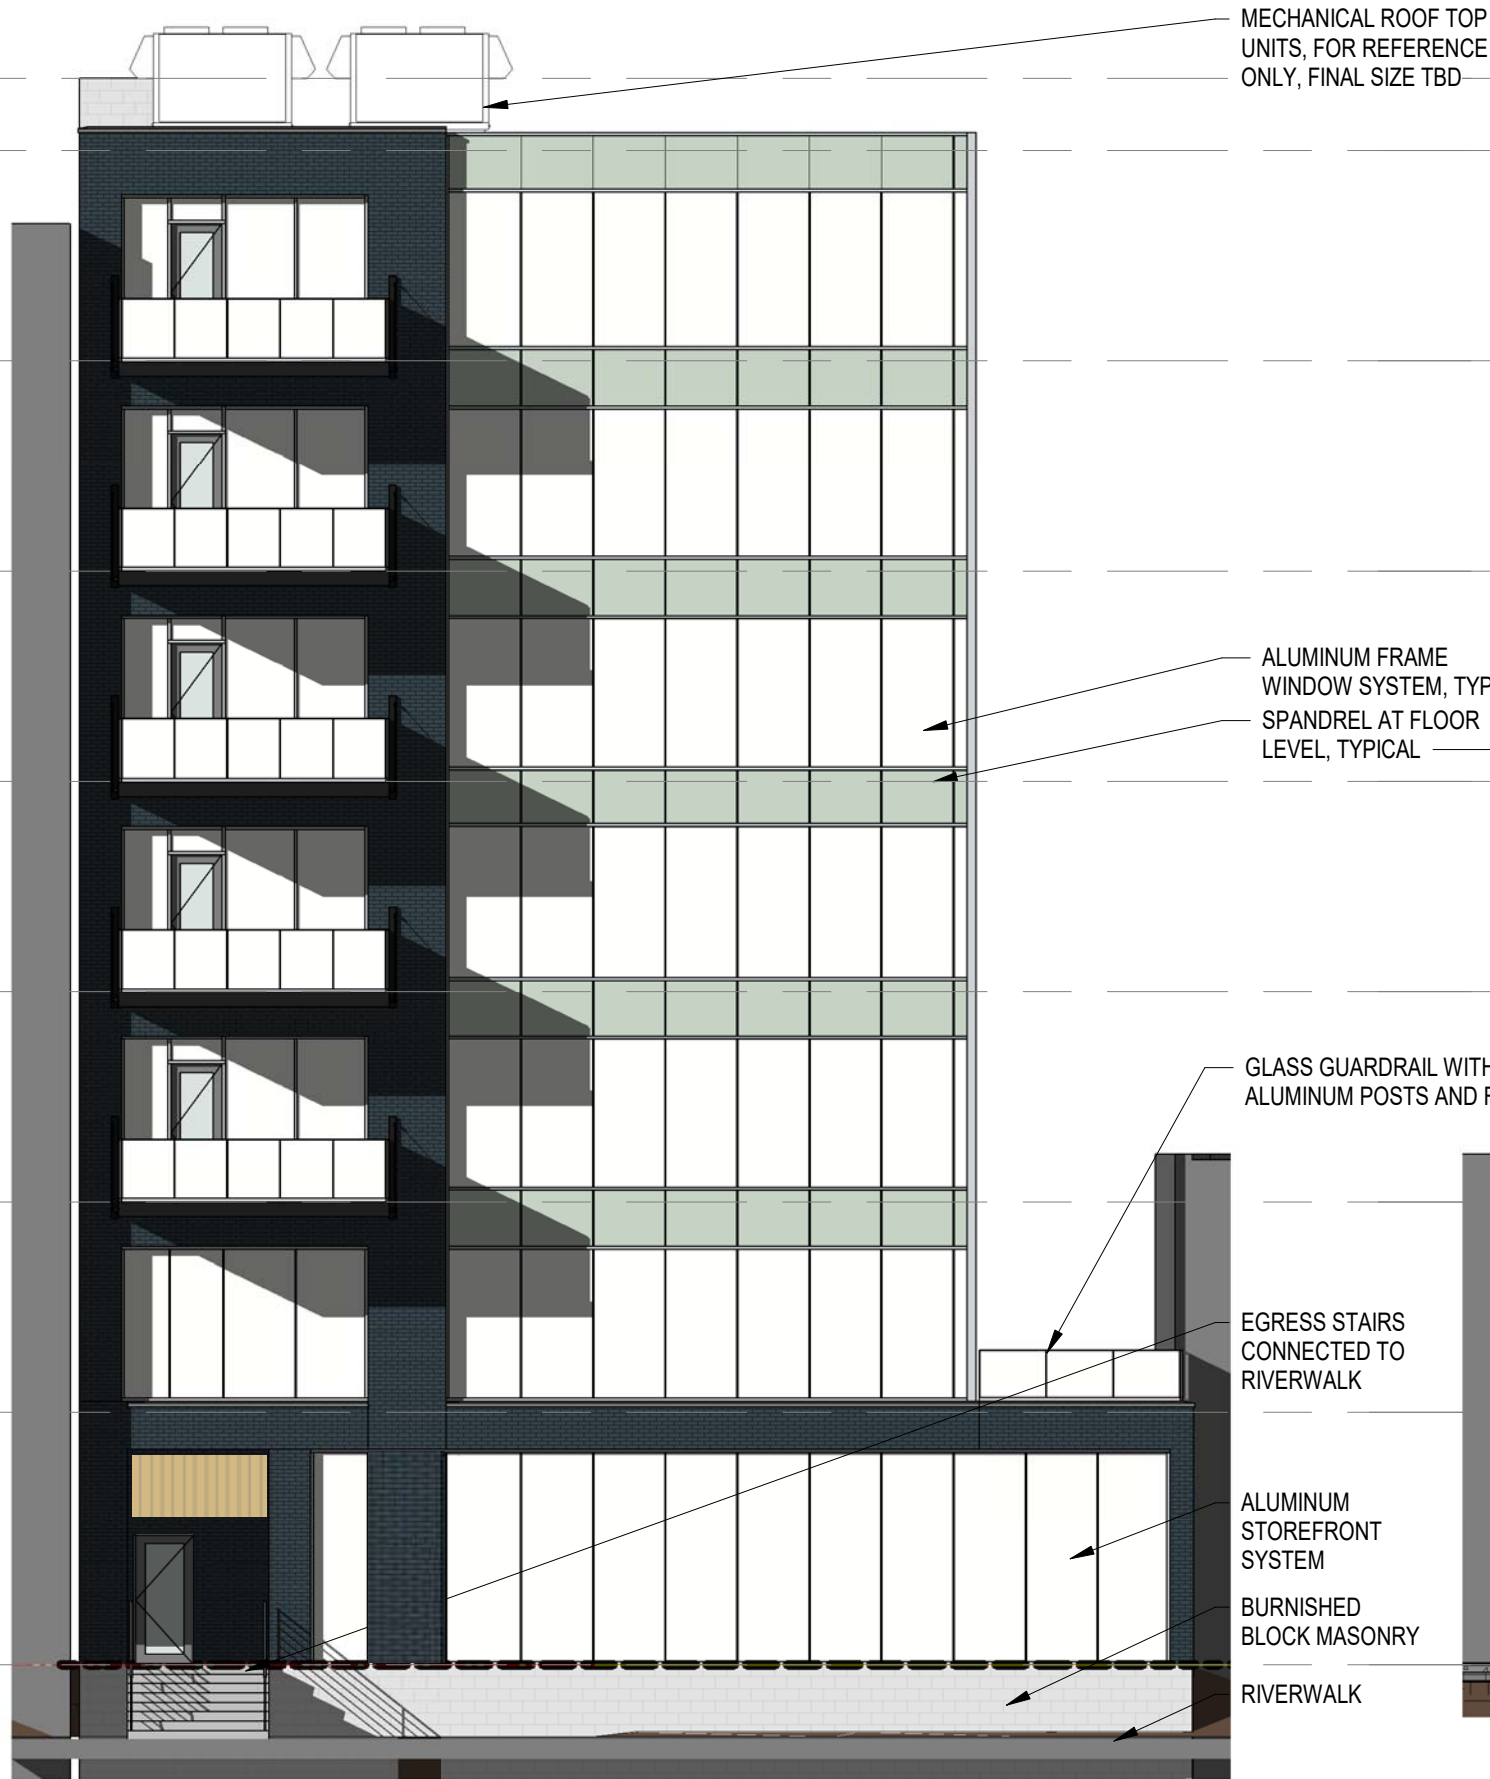 MECHANICAL ROOF TOP
UNITS, FOR REFERENCE
ONLY, FINAL SIZE TBD
ALUMINUM FRAME
WINDOW SYSTEM, TYP
SPANDREL AT FLOOR
LEVEL, TYPICAL
GLASS GUARDRAIL WITH
ALUMINUM POSTS AND
EGRESS STAIRS
CONNECTED TO
RIVERWALK
ALUMINUM
STOREFRONT
SYSTEM
BURNISHED
BLOCK MASONRY
RIVERWALK